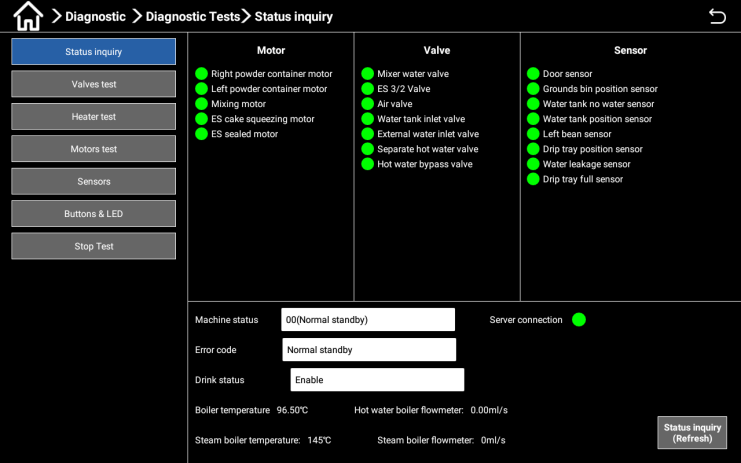 Diagnostic Diagnostic Tests Status inquiry
Status inquiry
Valves test
Heater test
Motors test
Sensors
Buttons & LED
Stop Test
Motor
Right powder container motor
Left powder container motor
Mixing motor
ES cake squeezing motor
ES sealed motor
Valve
Mixer water valve
ES 3/2 Valve
Air valve
Water tank inlet valve
External water inlet valve
Separate hot water valve
Hot water bypass valve
Sensor
Door sensor
Grounds bin position sensor
Water tank no water sensor
Water tank position sensor
Left bean sensor
Drip tray position sensor
Water leakage sensor
Drip tray full sensor
Machine status 00(Normal standby) Server connection
Error code Normal standby
Drink status Enable
Boiler temperature 96.50℃ Hot water boiler flowmeter: 0.00ml/s
Steam boiler temperature: 145℃ Steam boiler flowmeter: 0ml/s
Status inquiry
(Refresh)